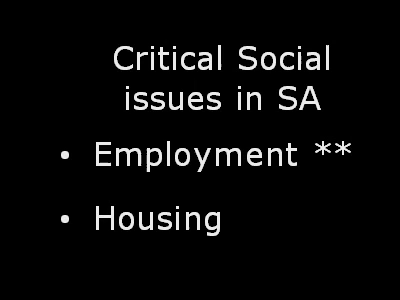 Critical Social
issues in SA
• Employment **
• Housing